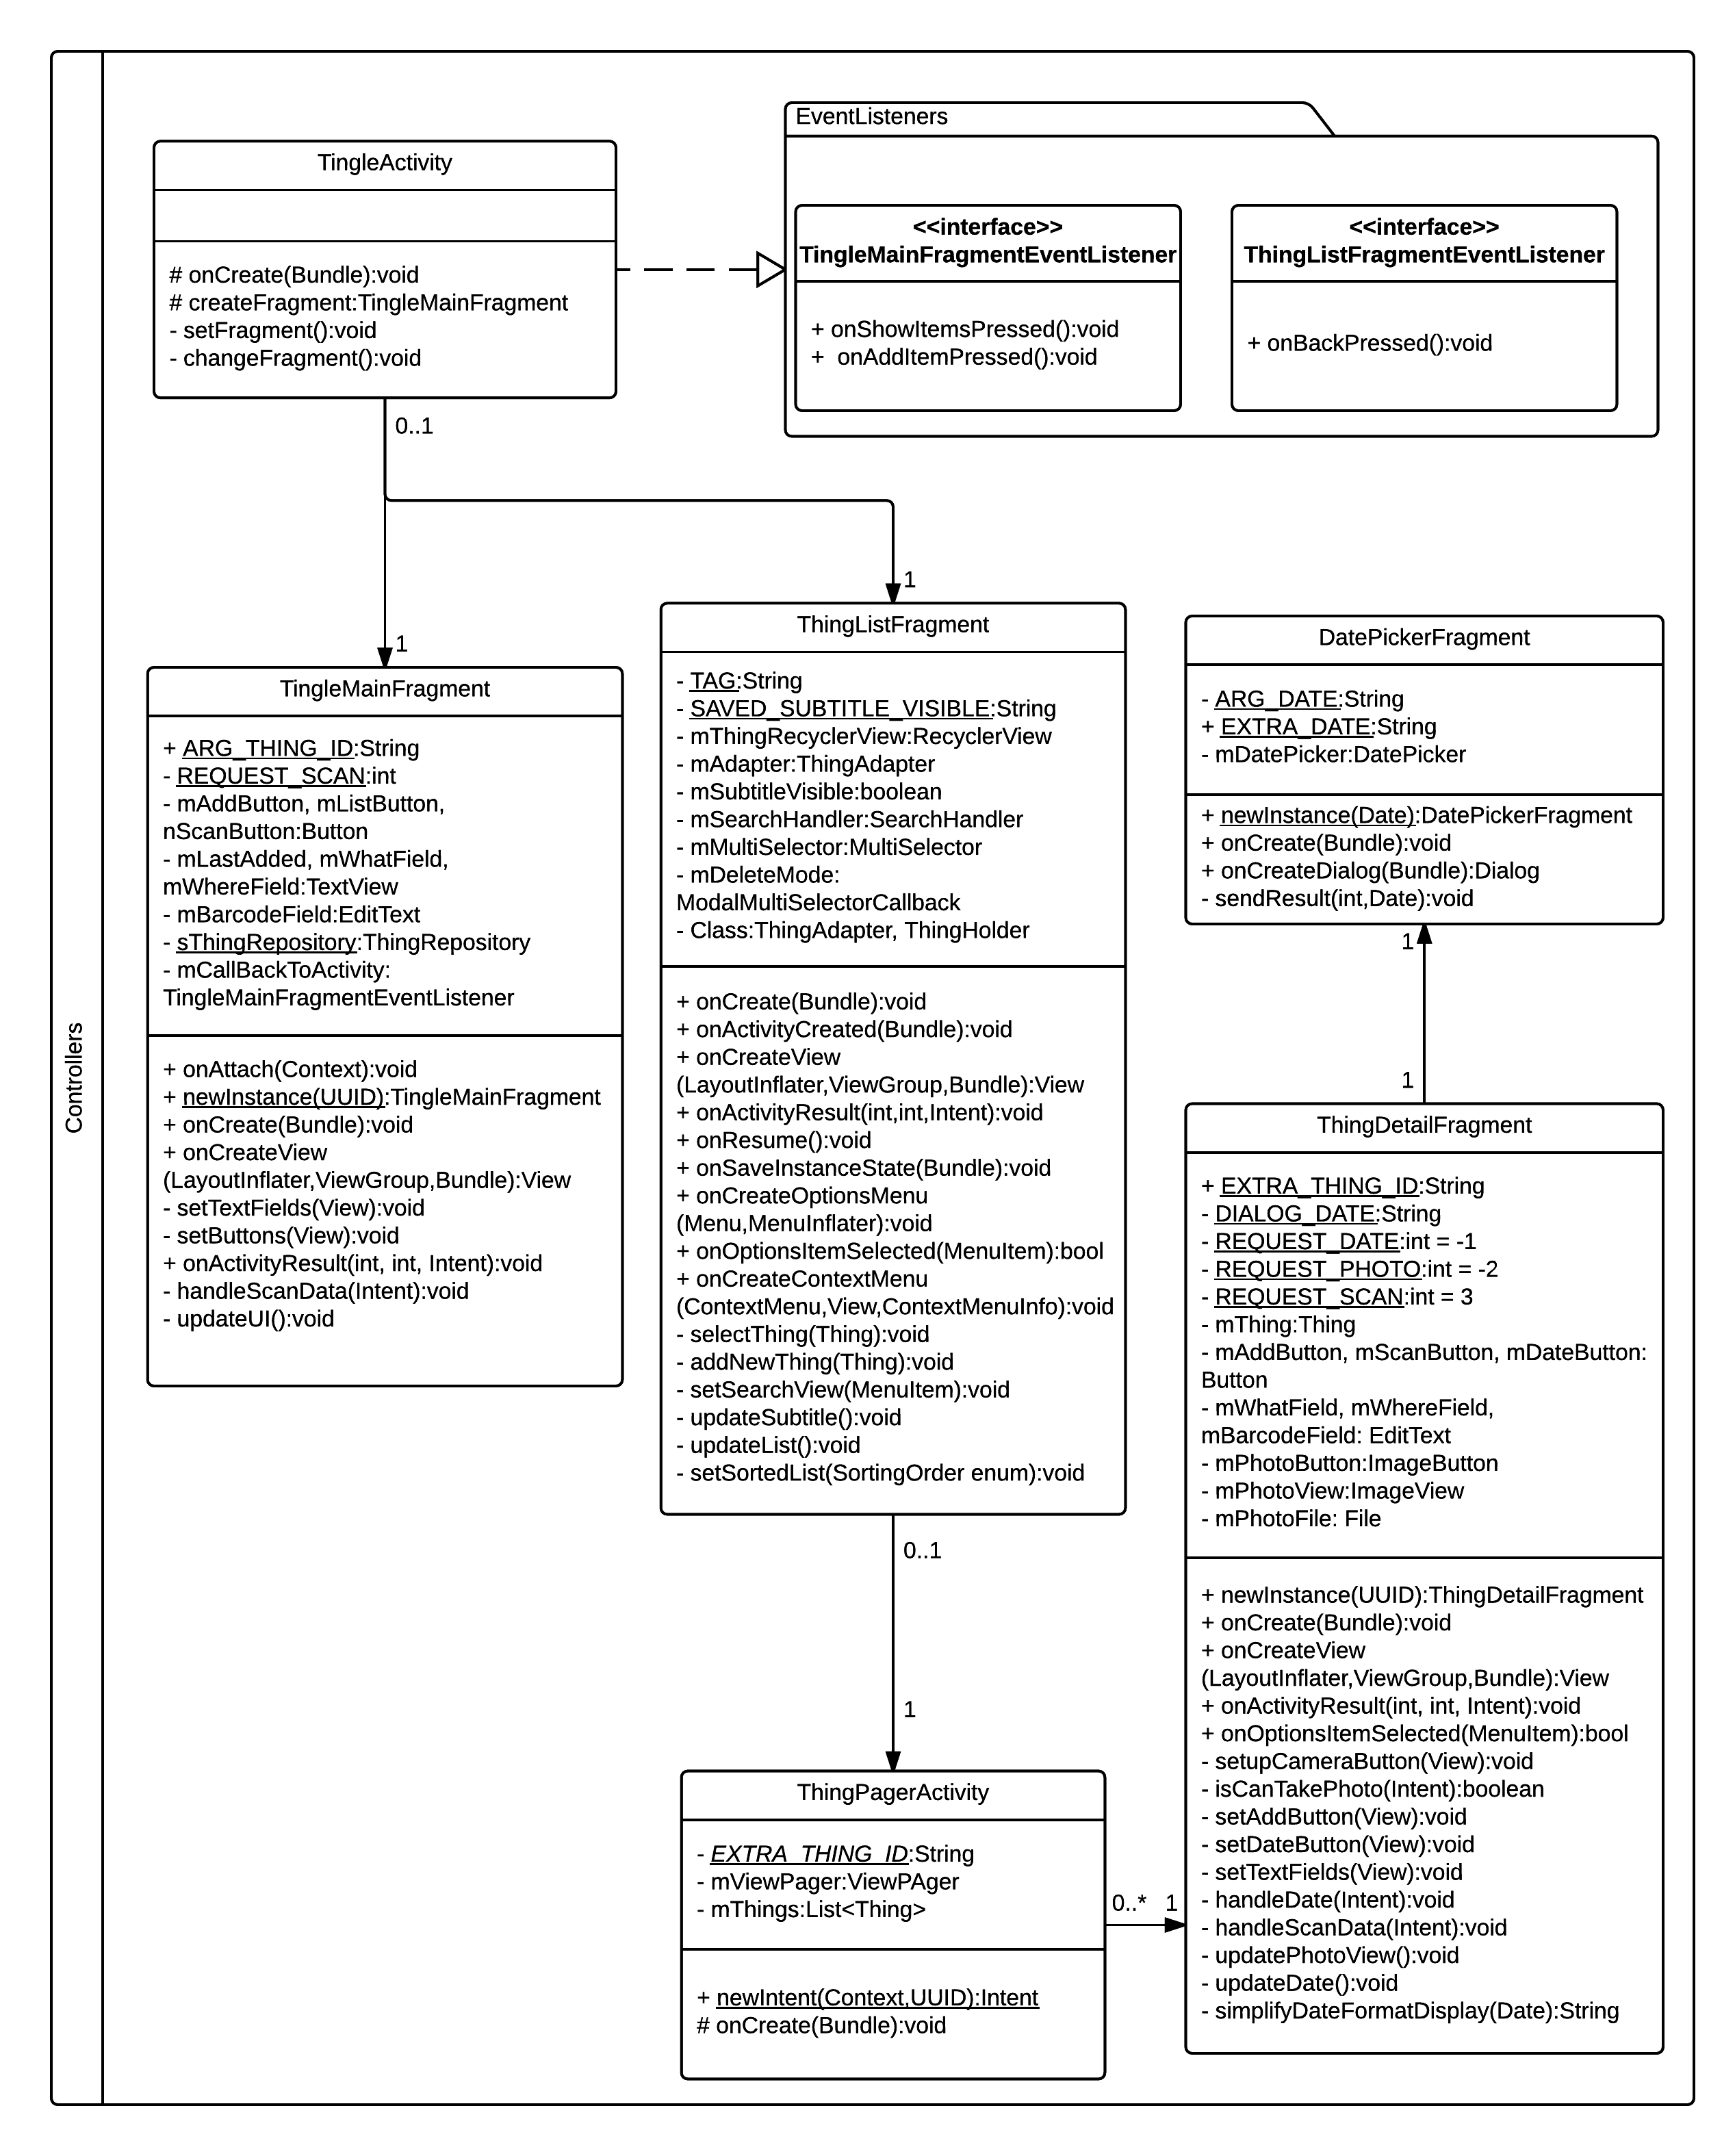 Controllers
EventListeners
TingleActivity
# onCreate(Bundle):void
# createFragment:TingleMainFragment
- setFragment():void
- changeFragment():void
<<interface>>
TingleMainFragmentEventListener
+ onShowItemsPressed():void
+  onAddItemPressed():void
<<interface>>
ThingListFragmentEventListener
+ onBackPressed():void
0..1
1
1
TingleMainFragment
+ ARG_THING_ID:String
- REQUEST_SCAN:int
- mAddButton, mListButton,
nScanButton:Button
- mLastAdded, mWhatField,
mWhereField:TextView
- mBarcodeField:EditText
- sThingRepository:ThingRepository
- mCallBackToActivity:
TingleMainFragmentEventListener
+ onAttach(Context):void
+ newInstance(UUID):TingleMainFragment
+ onCreate(Bundle):void
+ onCreateView
(LayoutInflater,ViewGroup,Bundle):View
- setTextFields(View):void
- setButtons(View):void
+ onActivityResult(int, int, Intent):void
- handleScanData(Intent):void
- updateUI():void
ThingListFragment
- TAG:String
- SAVED_SUBTITLE_VISIBLE:String
- mThingRecyclerView:RecyclerView
- mAdapter:ThingAdapter
- mSubtitleVisible:boolean
- mSearchHandler:SearchHandler
- mMultiSelector:MultiSelector
- mDeleteMode:
ModalMultiSelectorCallback
- Class:ThingAdapter, ThingHolder
+ onCreate(Bundle):void
+ onActivityCreated(Bundle):void
+ onCreateView
(LayoutInflater,ViewGroup,Bundle):View
+ onActivityResult(int,int,Intent):void
+ onResume():void
+ onSaveInstanceState(Bundle):void
+ onCreateOptionsMenu
(Menu,MenuInflater):void
+ onOptionsItemSelected(MenuItem):bool
+ onCreateContextMenu
(ContextMenu,View,ContextMenuInfo):void
- selectThing(Thing):void
- addNewThing(Thing):void
- setSearchView(MenuItem):void
- updateSubtitle():void
- updateList():void
- setSortedList(SortingOrder enum):void
0..1
1
DatePickerFragment
- ARG_DATE:String
+ EXTRA_DATE:String
- mDatePicker:DatePicker
+ newInstance(Date):DatePickerFragment
+ onCreate(Bundle):void
+ onCreateDialog(Bundle):Dialog
- sendResult(int,Date):void
1
1
ThingDetailFragment
+ EXTRA_THING_ID:String
- DIALOG_DATE:String
- REQUEST_DATE:int = -1
- REQUEST_PHOTO:int = -2
- REQUEST_SCAN:int = 3
- mThing:Thing
- mAddButton, mScanButton, mDateButton:
Button
- mWhatField, mWhereField,
mBarcodeField: EditText
- mPhotoButton:ImageButton
- mPhotoView:ImageView
- mPhotoFile: File
+ newInstance(UUID):ThingDetailFragment
+ onCreate(Bundle):void
+ onCreateView
(LayoutInflater,ViewGroup,Bundle):View
+ onActivityResult(int, int, Intent):void
+ onOptionsItemSelected(MenuItem):bool
- setupCameraButton(View):void
- isCanTakePhoto(Intent):boolean
- setAddButton(View):void
- setDateButton(View):void
- setTextFields(View):void
- handleDate(Intent):void
- handleScanData(Intent):void
- updatePhotoView():void
- updateDate():void
- simplifyDateFormatDisplay(Date):String
ThingPagerActivity
- EXTRA_THING_ID:String
- mViewPager:ViewPAger
- mThings:List<Thing>
+ newIntent(Context,UUID):Intent
# onCreate(Bundle):void
0..* 1